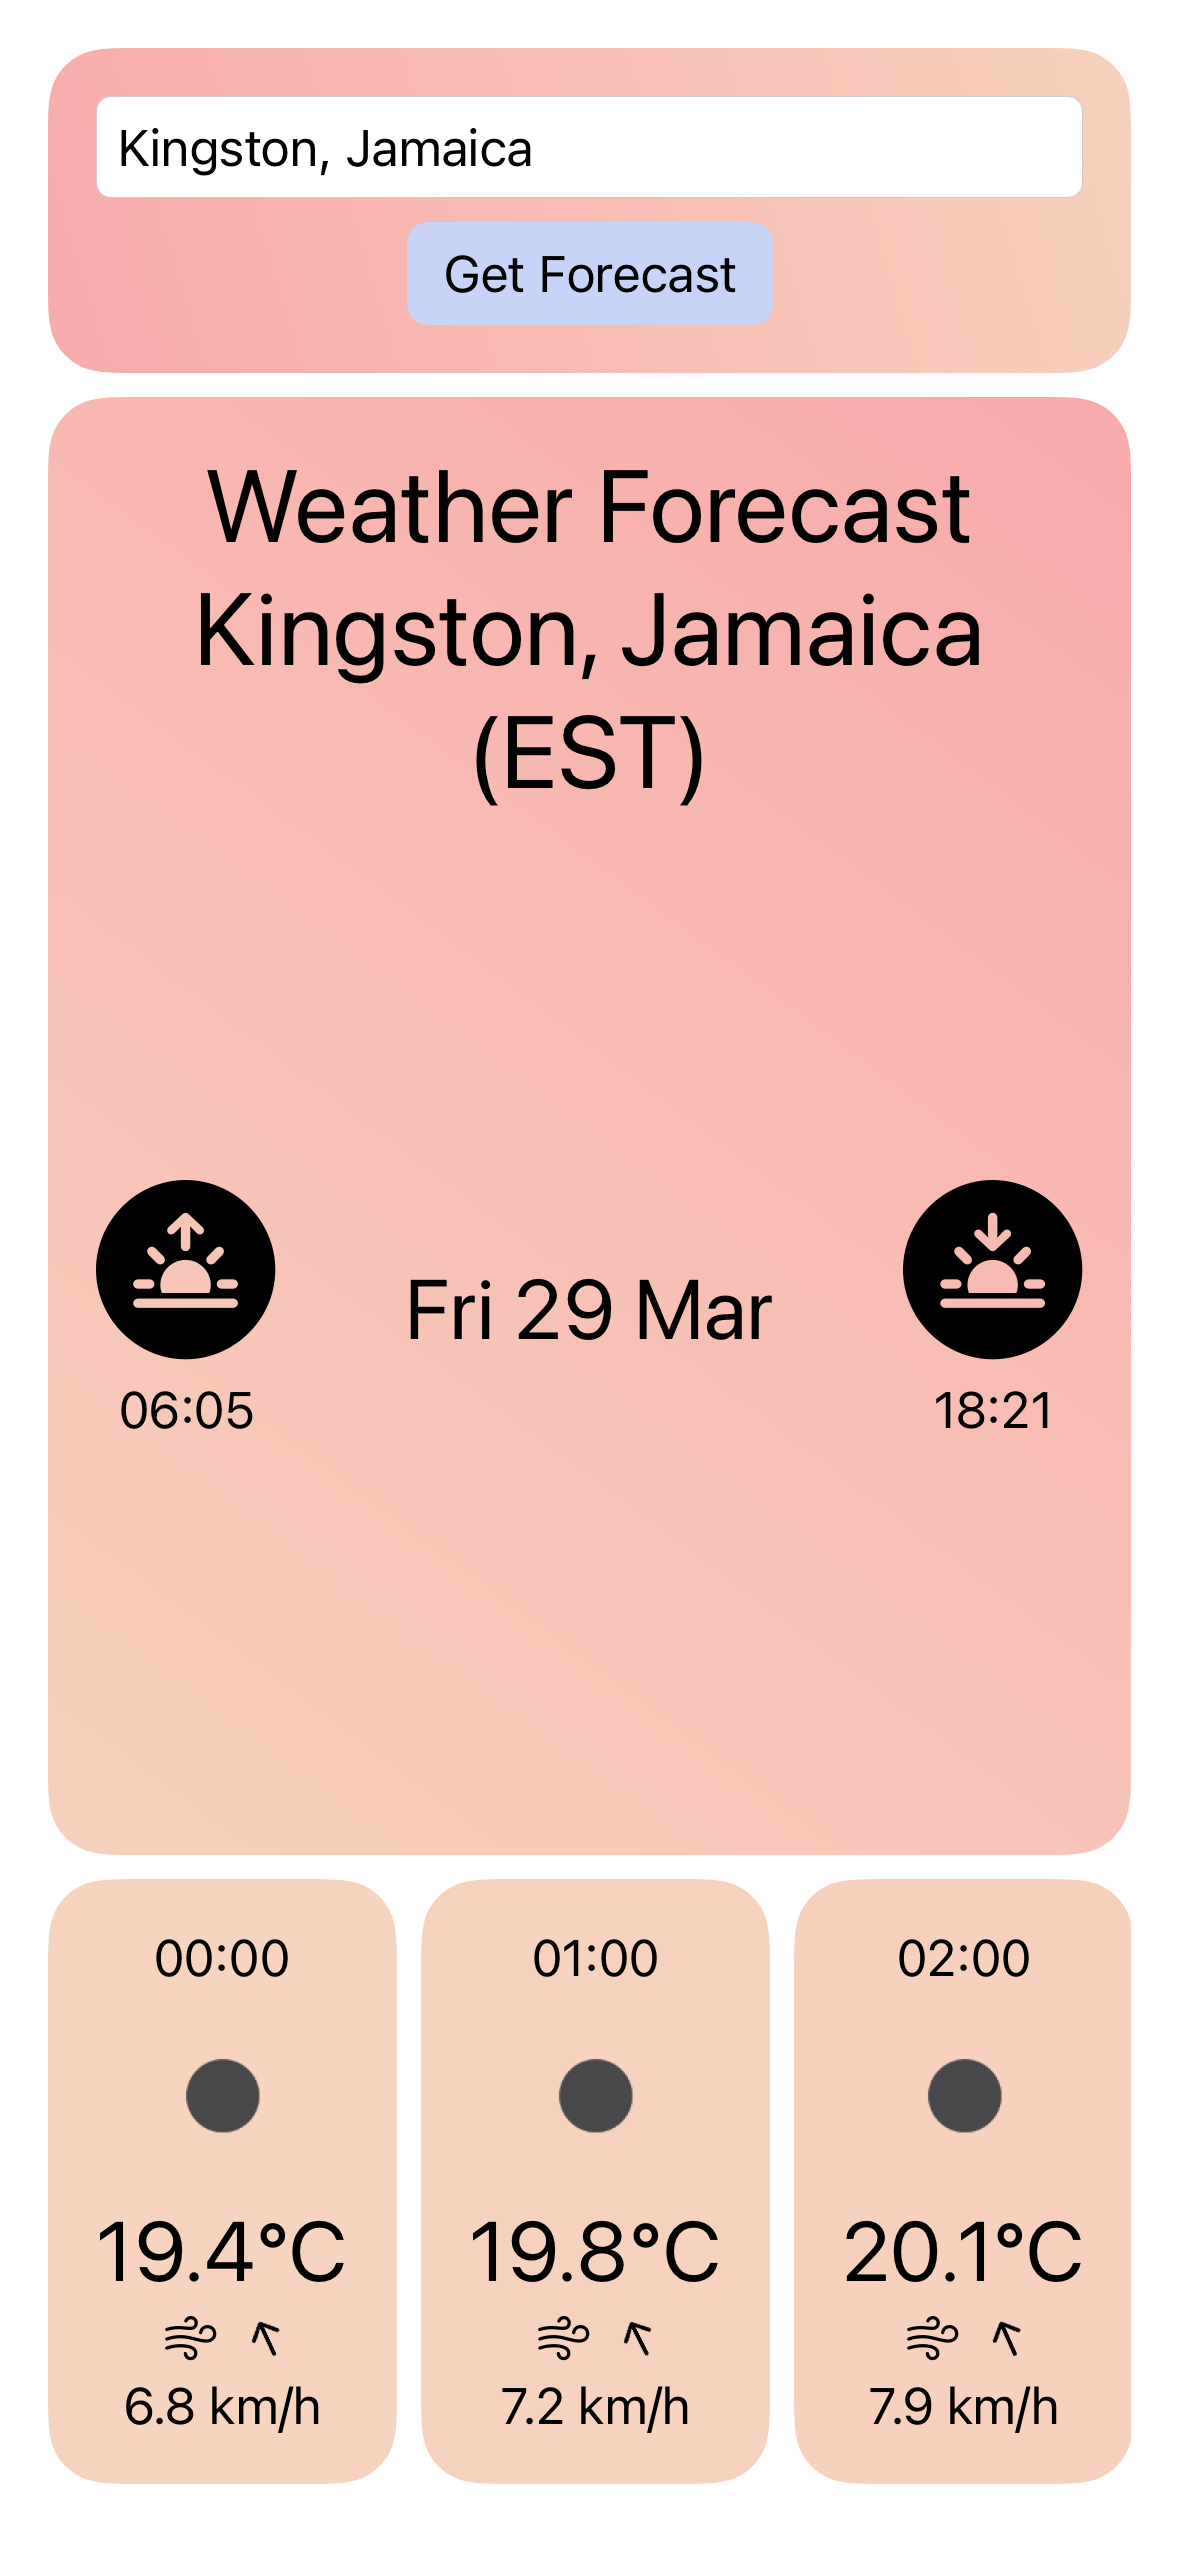 Kingston, Jamaica
Get Forecast
Weather Forecast
Kingston, Jamaica
(EST)
Fri 29 Mar
06:05
18:21
00:00
01:00
02:00
19.4°C
19.8°C
20.1°C
6.8 km/h
7.2 km/h
7.9 km/h